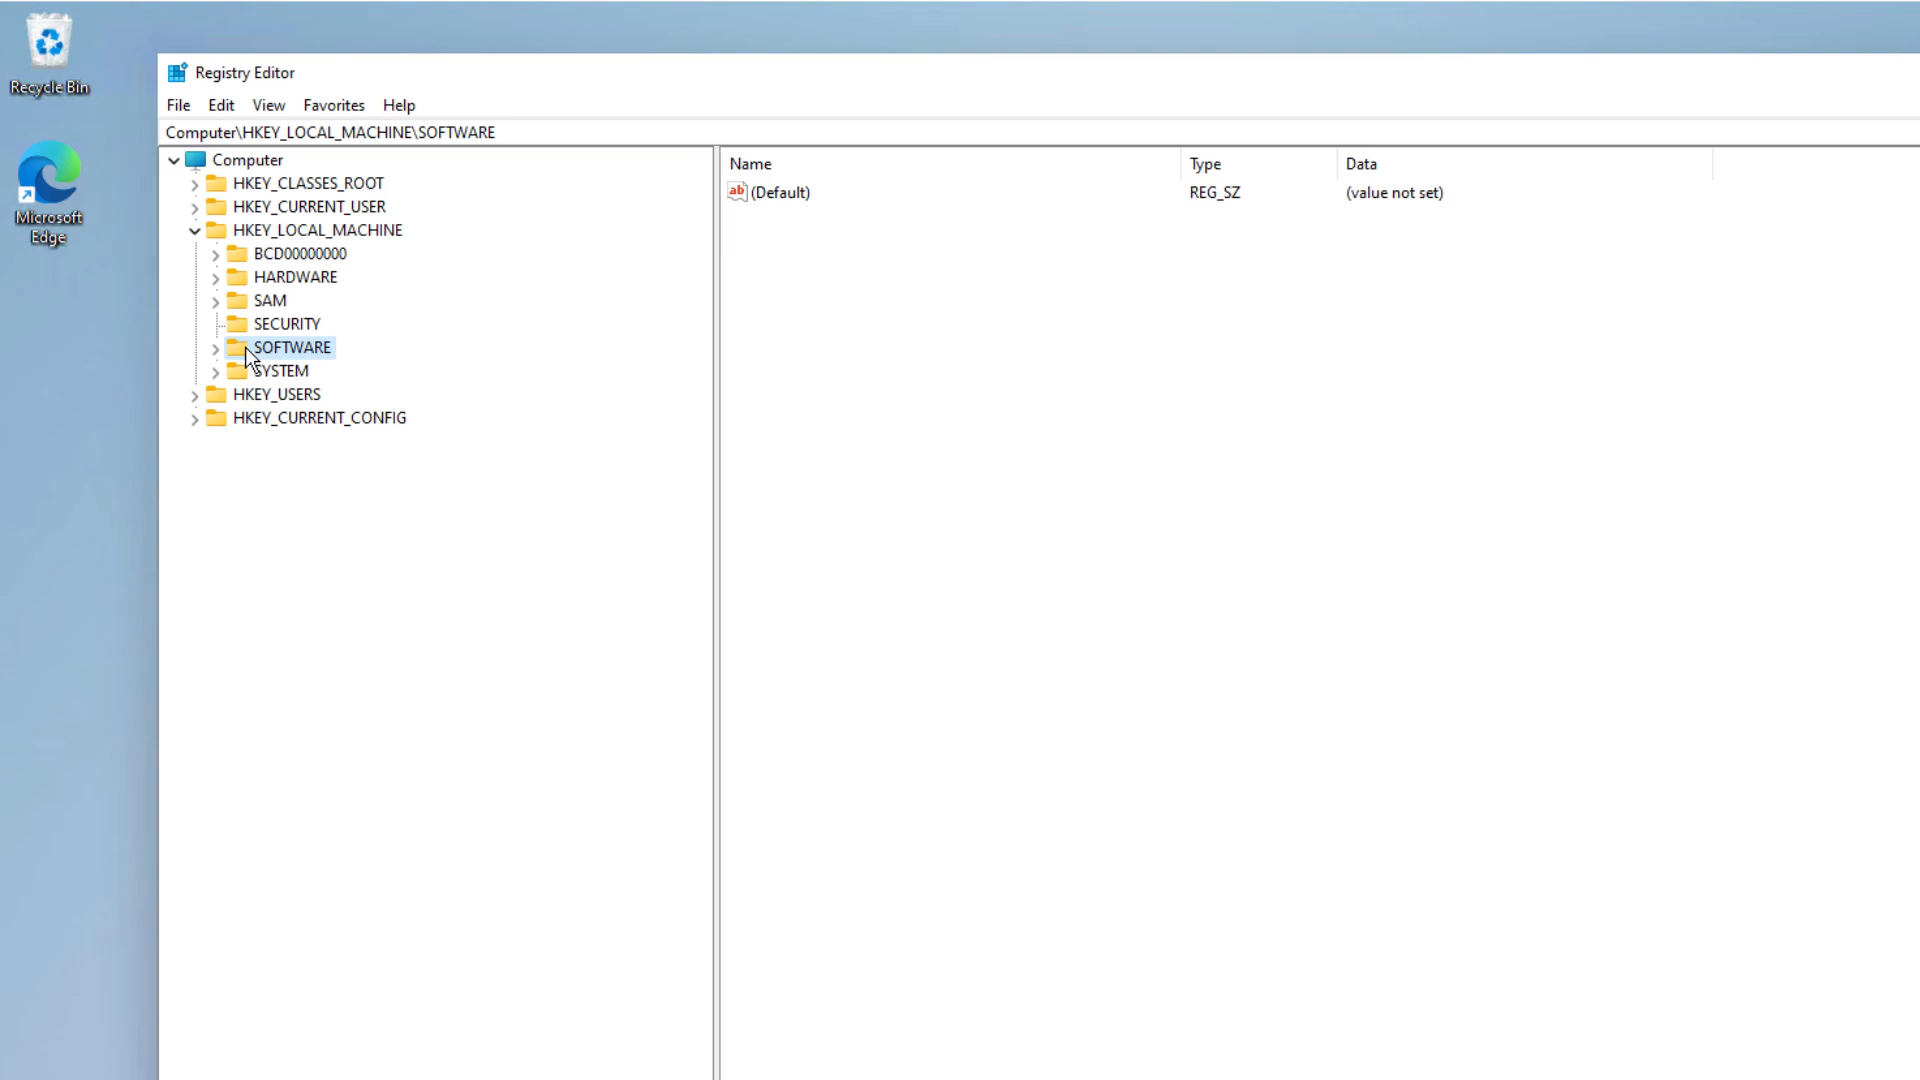 Recycle Bin
Microsoft
Edge
Registry Editor
File Edit View Favorites Help
Computer\HKEY_LOCAL_MACHINE\SOFTWARE
Computer
HKEY_CLASSES_ROOT
HKEY_CURRENT_USER
HKEY_LOCAL_MACHINE
BCD00000000
HARDWARE
SAM
SECURITY
SOFTWARE
SYSTEM
HKEY_USERS
HKEY_CURRENT_CONFIG
Name Type Data
ab (Default) REG_SZ (value not set)